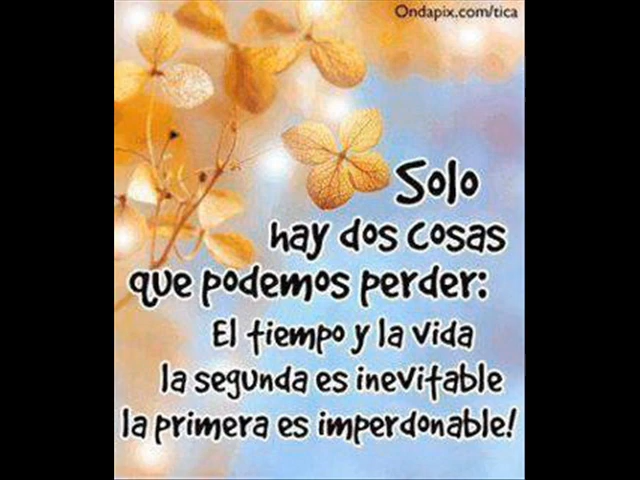 Ondapix.com/tica
Solo
hay dos cosas
que podemos perder:
El tiempo y la vida
la segunda es inevitable
la primera es imperdonable!